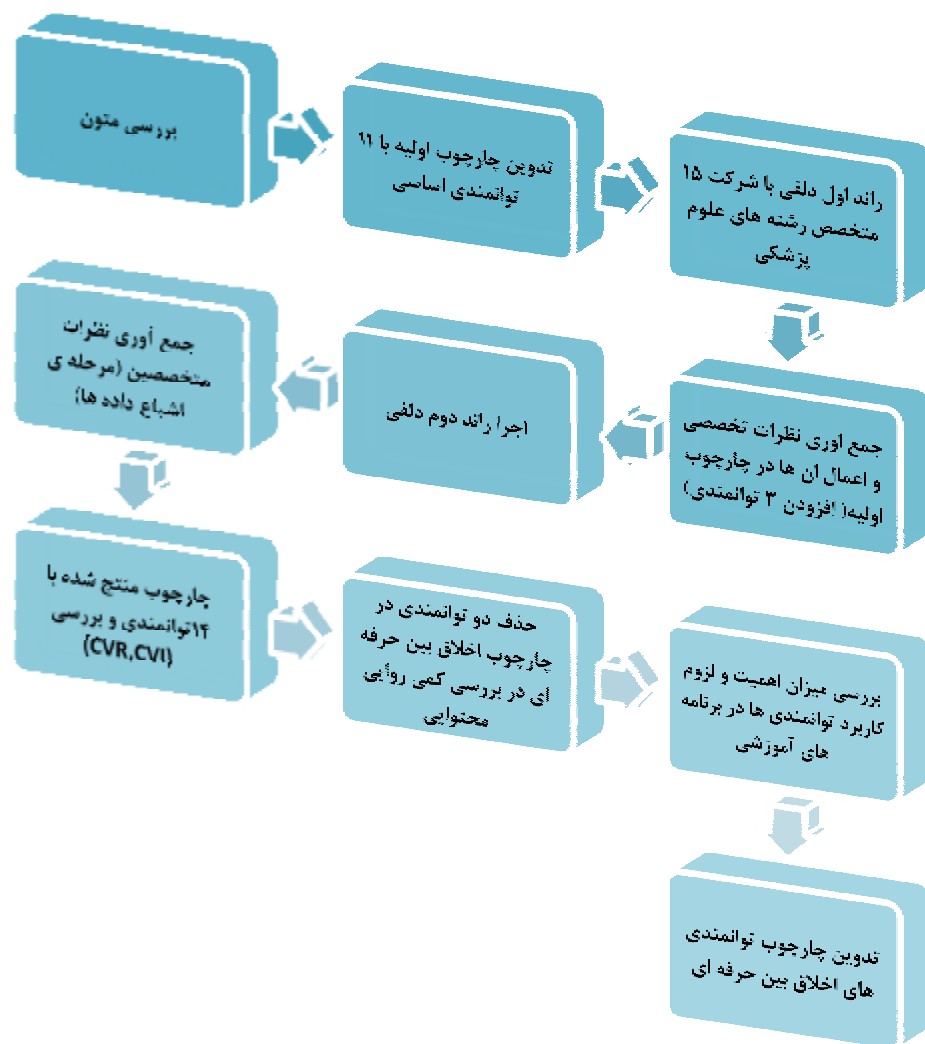 بررسی متون
تدوین چارچوب اولیه با ۱۱
توانمندی اساسی
راند اول دلفی با شرکت ۱۵
متخصص رشته های علوم
پزشکی
جمع اوری نظرات تخصصی
و اعمال ان ها در چارچوب
اولیه( افزودن ۳ توانمندی)
اجرا راند دوم دلفی
جمع آوری نظرات
متخصصین (مرحله ی
اشباع داده ها)
چارچوب منتج شده با
۱۴توانمندی و بررسی
(CVR,CVI)
حذف دو توانمندی در
چارچوب اخلاق بین حرفه
ای در بررسی کمی روایی
محتوایی
بررسی میزان اهمیت و لزوم
کاربرد توانمندی ها در برنامه
های آموزشی
تدوین چارچوب توانمندی
های اخلاق بین حرفه ای